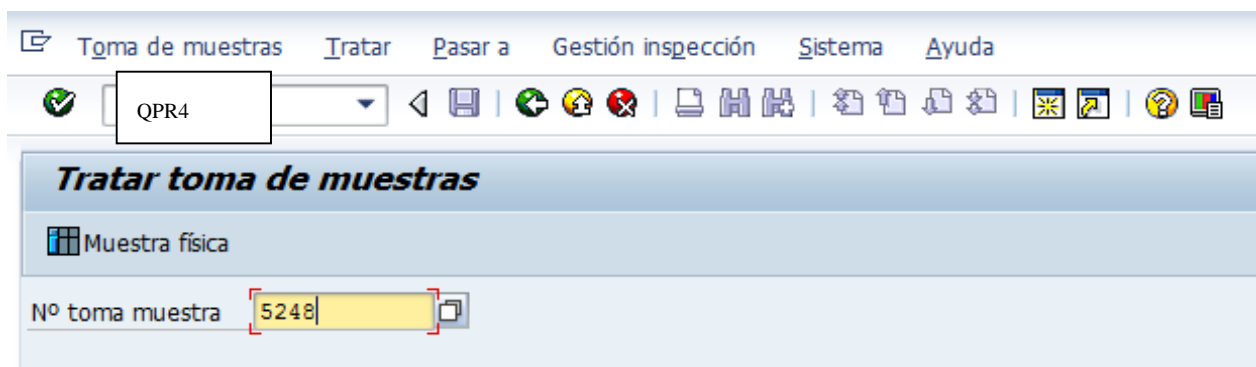 Toma de muestras Tratar Pasar a Gestión inspección Sistema Ayuda
QPR4
Tratar toma de muestras
Muestra física
Nº toma muestra 5248